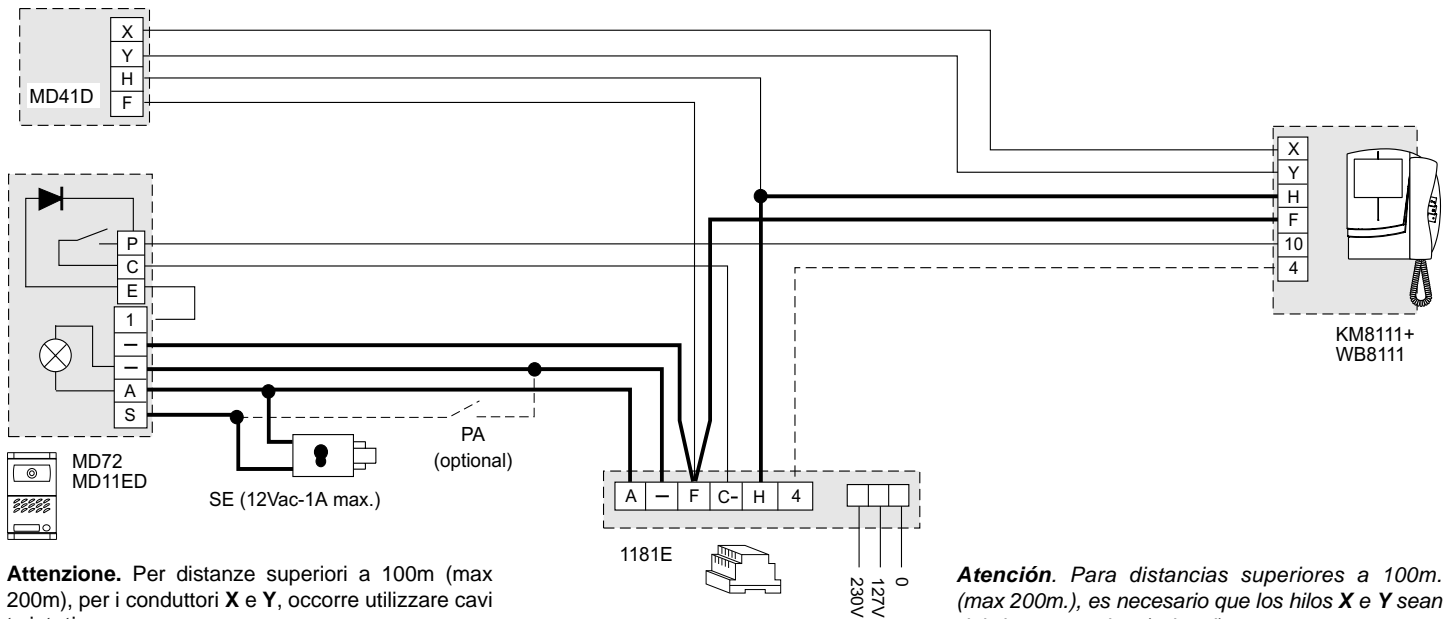 X
Y
H
F
MD41D
P
C
E
1
–
–
A
S
MD72
MD11ED
SE (12Vac-1A max.)
PA
(optional)
X
Y
H
F
10
4
KM8111+
WB8111
A – F C- H 4
1181E
230V
127V
0
Attenzione. Per distanze superiori a 100m (max
200m), per i conduttori X e Y, occorre utilizzare cavi
Atención. Para distancias superiores a 100m.
(max 200m.), es necesario que los hilos X e Y sean